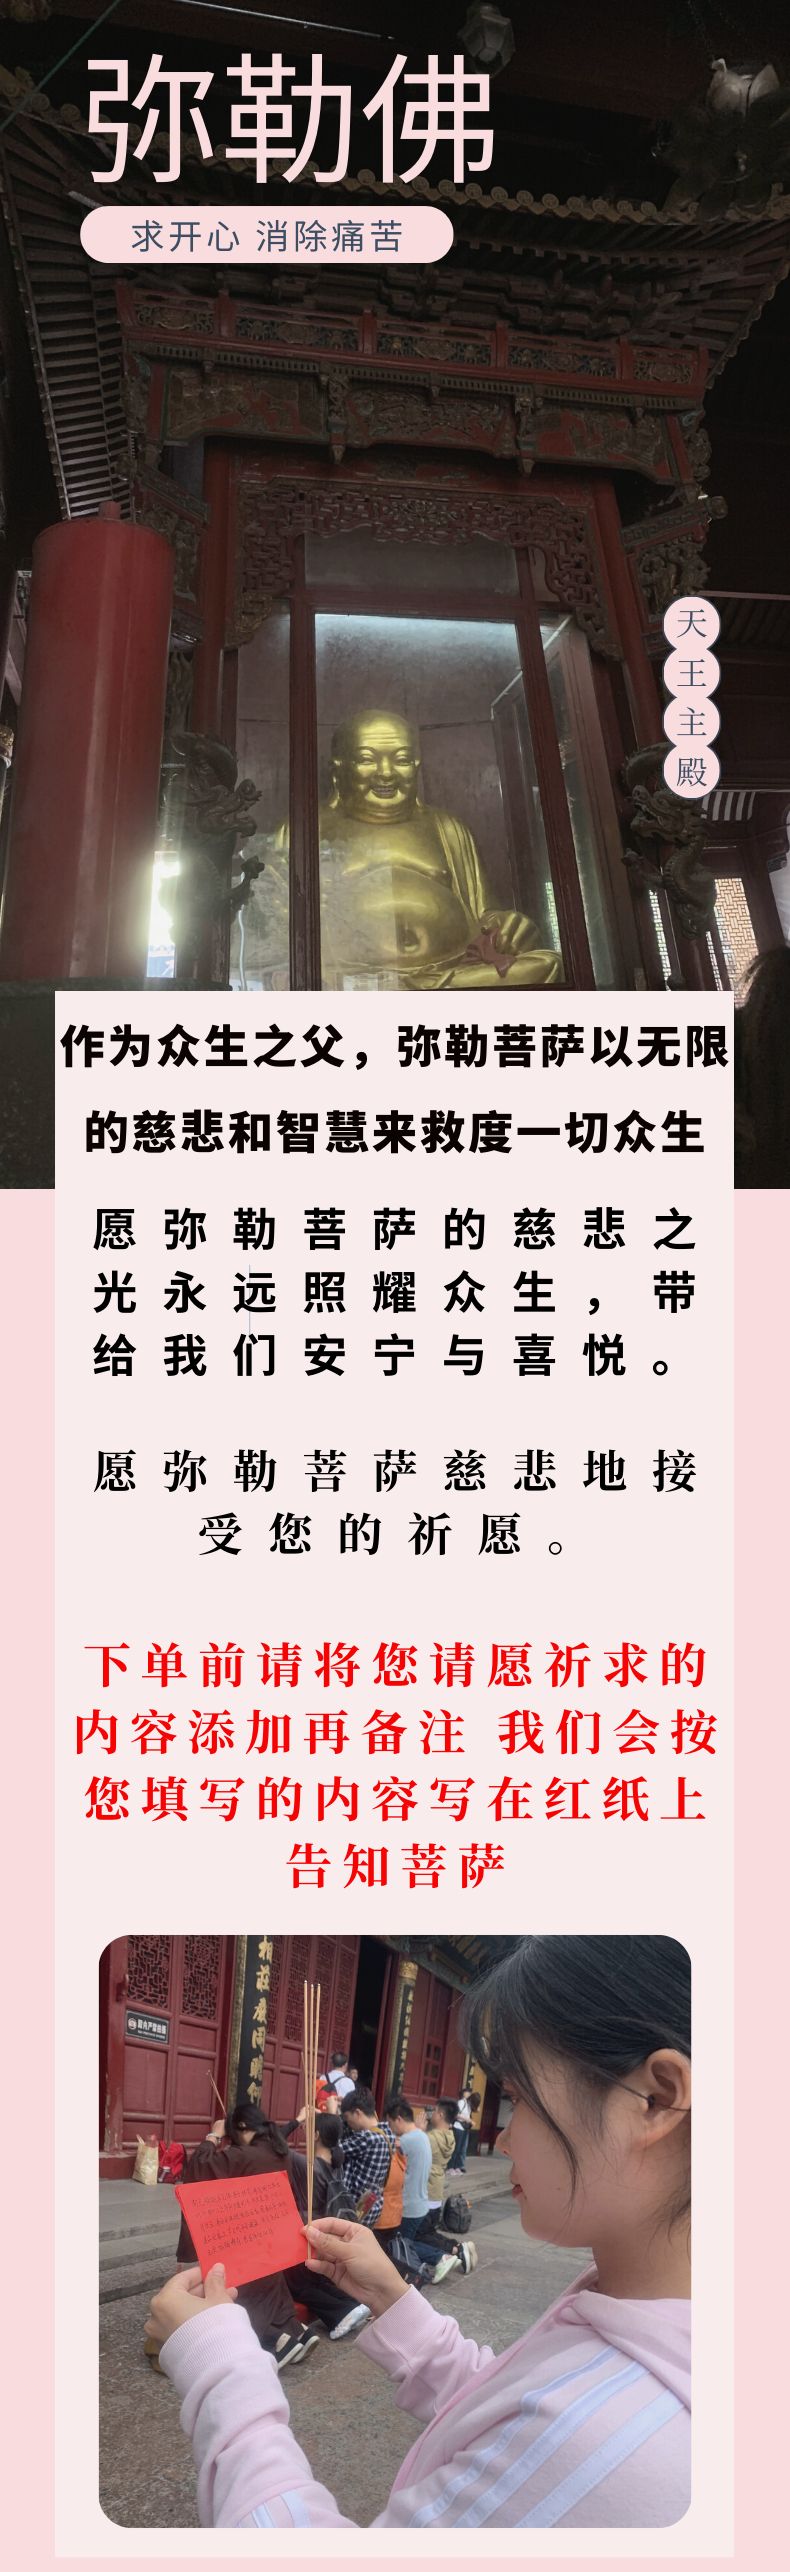 弥勒佛
求开心 消除痛苦
天王主殿
作为众生之父，弥勒菩萨以无限
的慈悲和智慧来救度一切众生
愿弥勒菩萨的慈悲之
光永远照耀众生，带
给我们安宁与喜悦。
愿弥勒菩萨慈悲地接
受您的祈愿。
下单前请将您请愿祈求的
内容添加再备注 我们会按
您填写的内容写在红纸上
告知菩萨